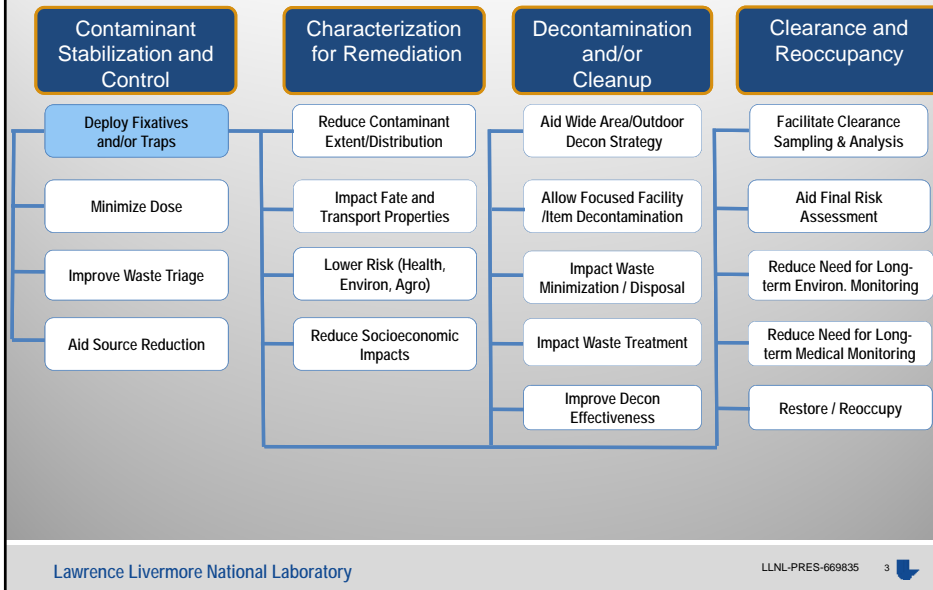 Contaminant
Stabilization and
Control
Deploy Fixatives
and/or Traps
Minimize Dose
Improve Waste Triage
Aid Source Reduction
Characterization
for Remediation
Reduce Contaminant
Extent/Distribution
Impact Fate and
Transport Properties
Lower Risk (Health,
Environ, Agro)
Reduce Socioeconomic
Impacts
Decontamination
and/or
Cleanup
Aid Wide Area/Outdoor
Decon Strategy
Allow Focused Facility
/Item Decontamination
Impact Waste
Minimization / Disposal
Impact Waste Treatment
Improve Decon
Effectiveness
Clearance and
Reoccupancy
Facilitate Clearance
Sampling & Analysis
Aid Final Risk
Assessment
Reduce Need for Long-
term Environ. Monitoring
Reduce Need for Long-
term Medical Monitoring
Restore / Reoccupy
Lawrence Livermore National Laboratory
LLNL-PRES-669835 3